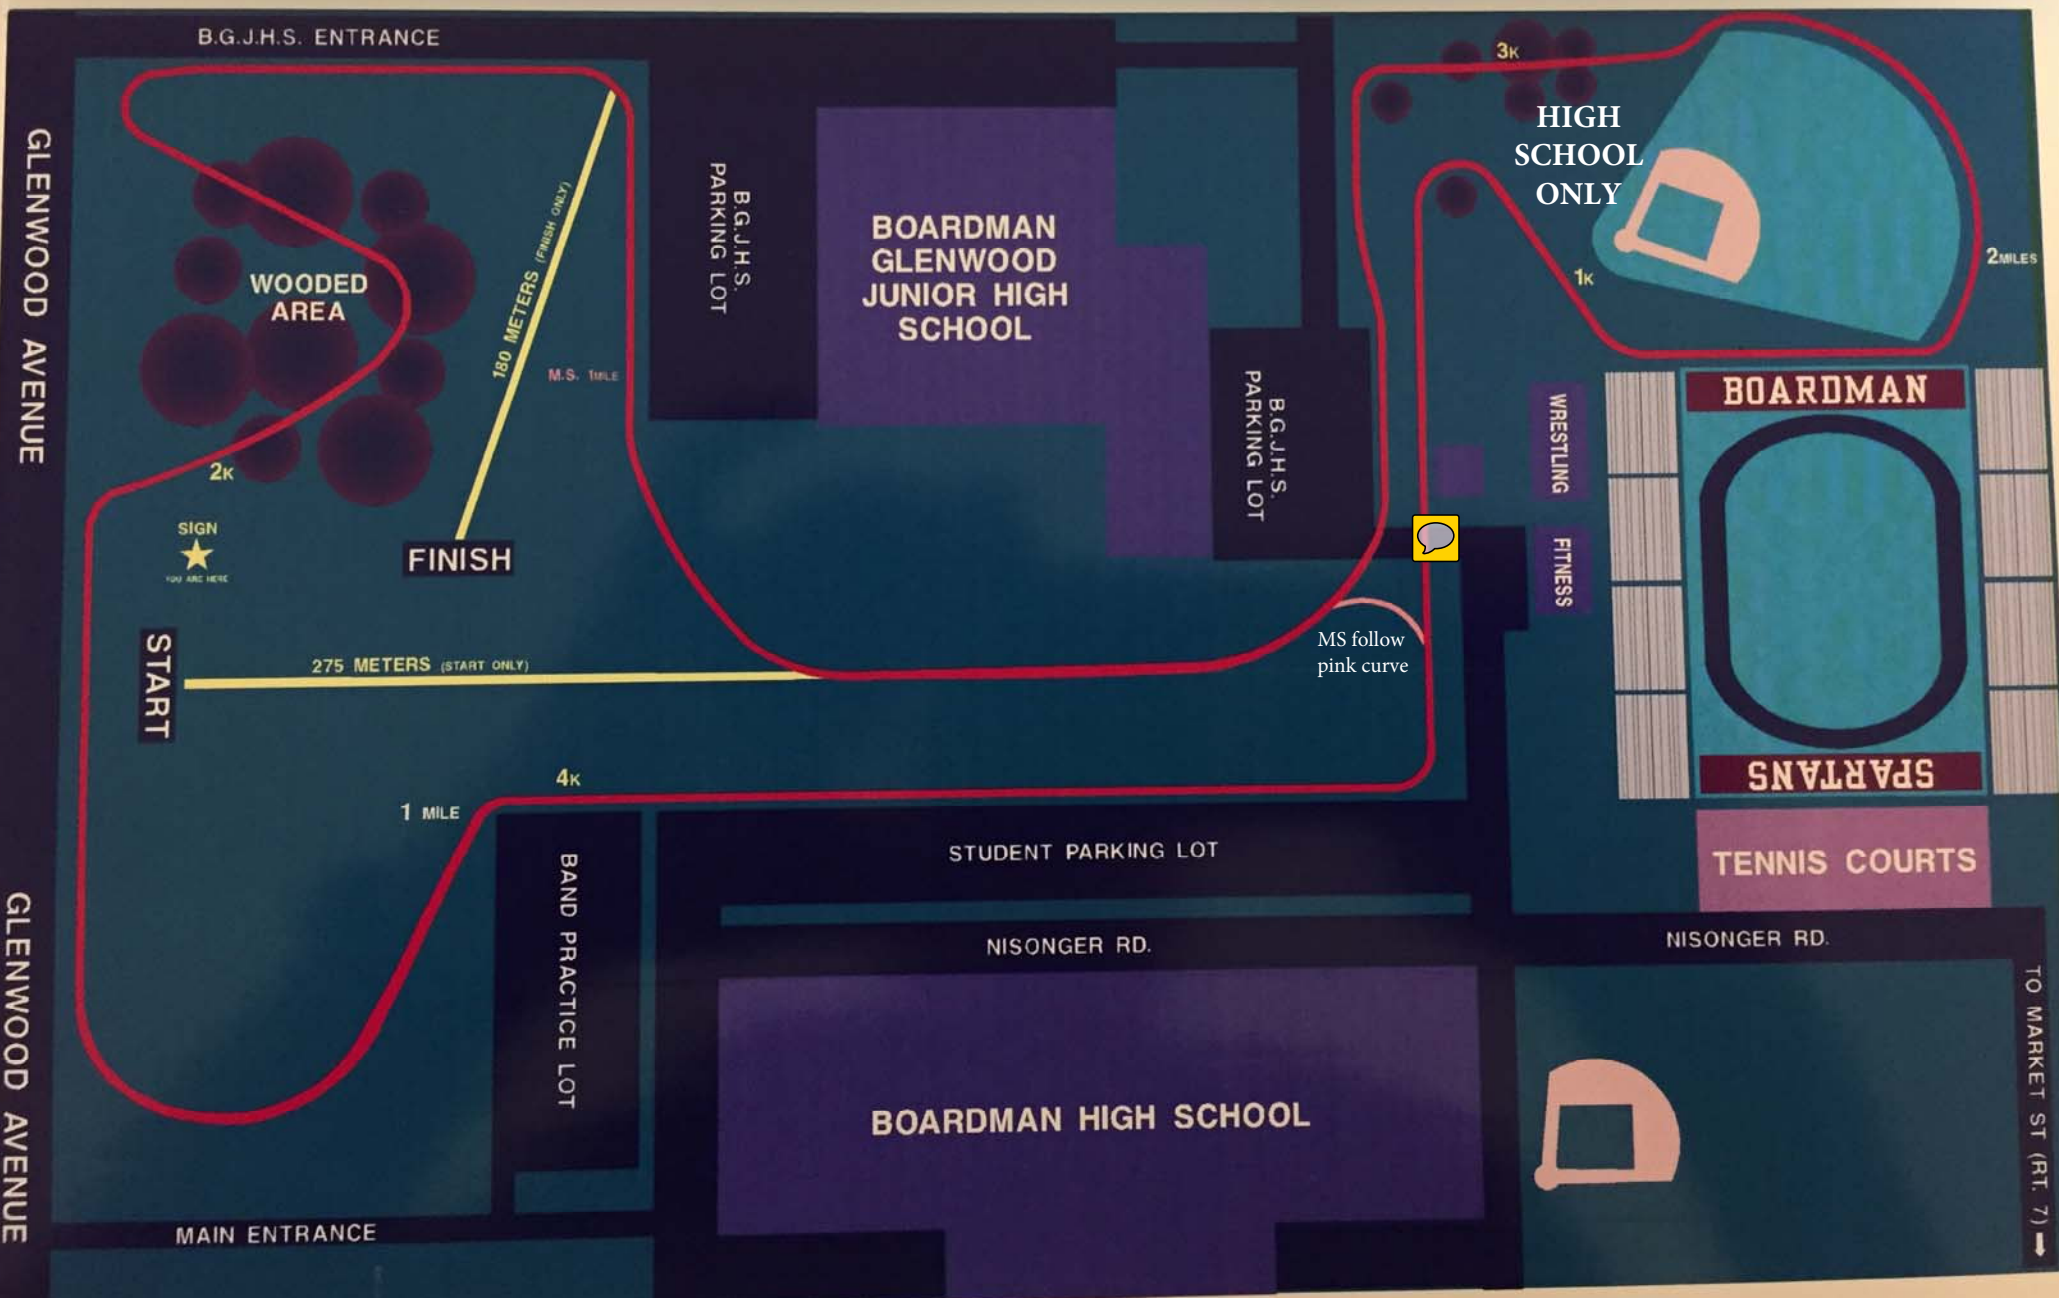 B.G.J.H.S. ENTRANCE
GLENWOOD AVENUE
GLENWOOD AVENUE
WOODED
AREA
2K
SIGN
YOU ARE HERE
FINISH
180 METERS (FINISH ONLY)
M.S. 1MILE
START
275 METERS (START ONLY)
4K
1 MILE
B.G.J.H.S.
PARKING LOT
BOARDMAN
GLENWOOD
JUNIOR HIGH
SCHOOL
B.G.J.H.S.
PARKING LOT
3K
HIGH
SCHOOL
ONLY
1K
2MILES
WRESTLING
FITNESS
MS follow
pink curve
BOARDMAN
SPARTANS
TENNIS COURTS
STUDENT PARKING LOT
BAND PRACTICE LOT
NISONGER RD.
NISONGER RD.
BOARDMAN HIGH SCHOOL
MAIN ENTRANCE
TO MARKET ST (RT. 7)